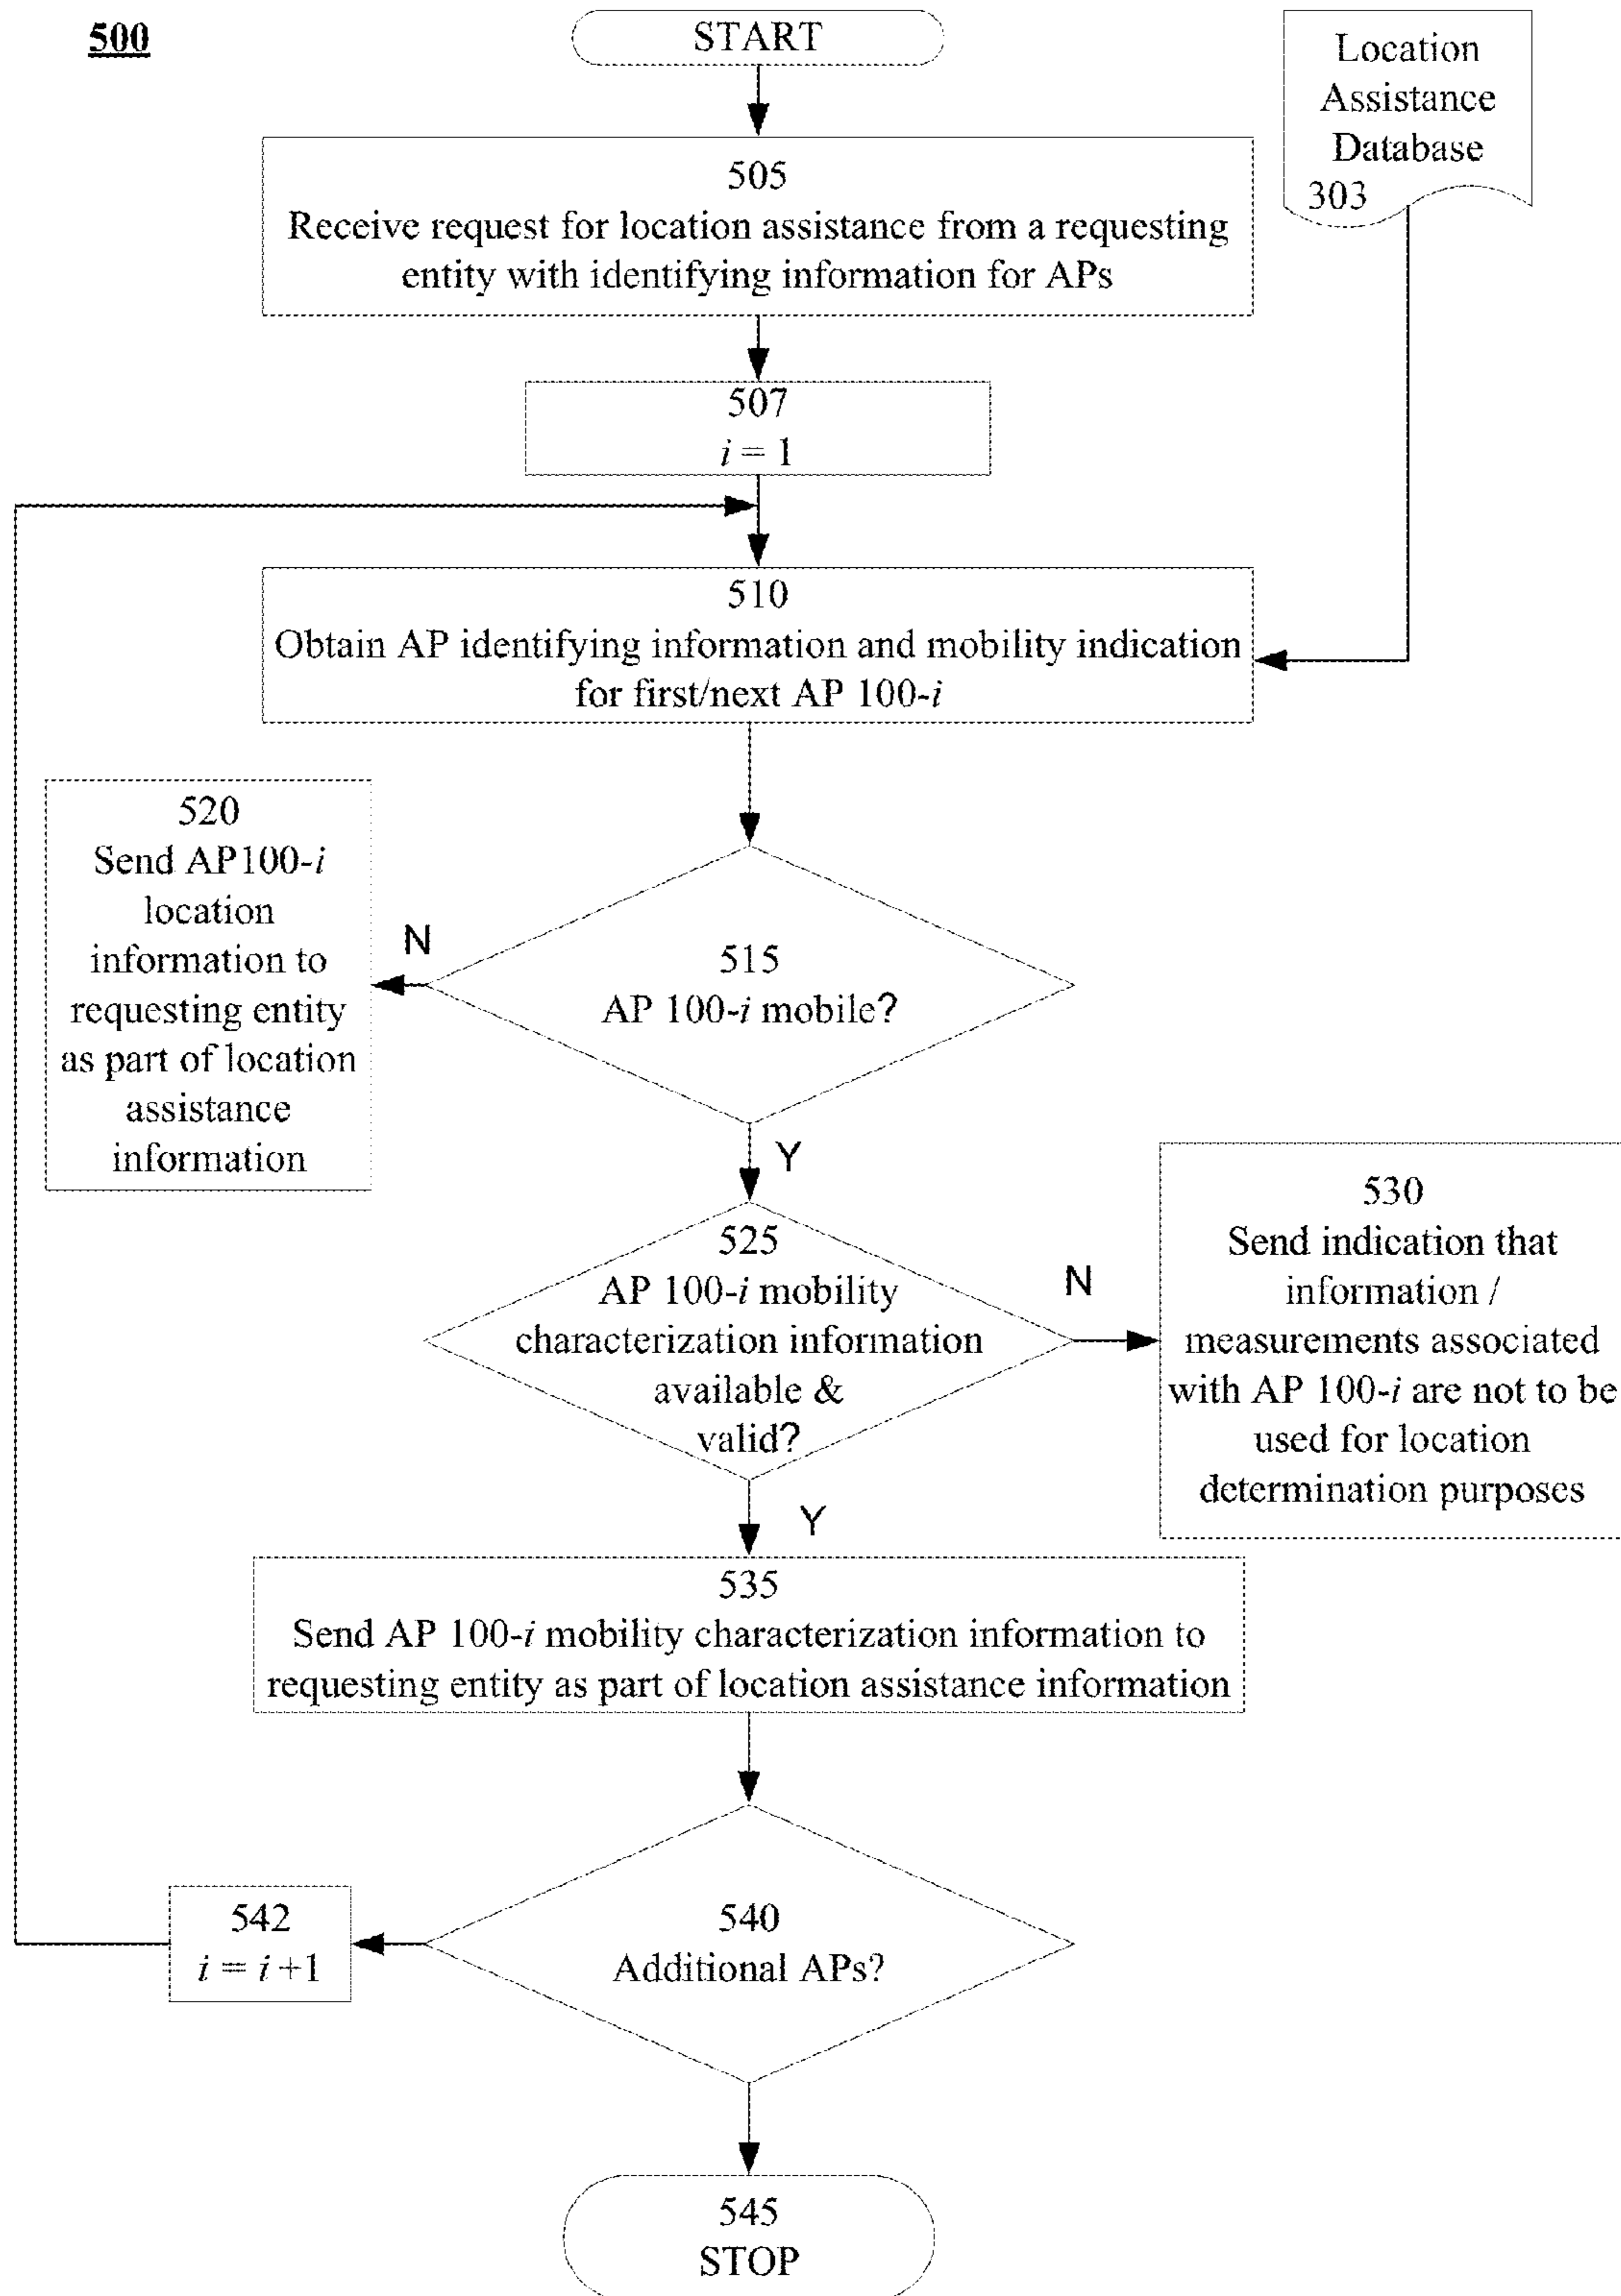 500
START
Location
Assistance
Database
303
505
Receive request for location assistance from a requesting
entity with identifying information for APs
507
i = 1
510
Obtain AP identifying information and mobility indication
for first/next AP 100-i
520
Send AP100-i
location
information to
requesting entity
as part of location
assistance
information
N
515
AP 100-i mobile?
Y
525
AP 100-i mobility
characterization information
available &
valid?
N
530
Send indication that
information /
measurements associated
with AP 100-i are not to be
used for location
determination purposes
Y
535
Send AP 100-i mobility characterization information to
requesting entity as part of location assistance information
542
i = i +1
540
Additional APs?
545
STOP